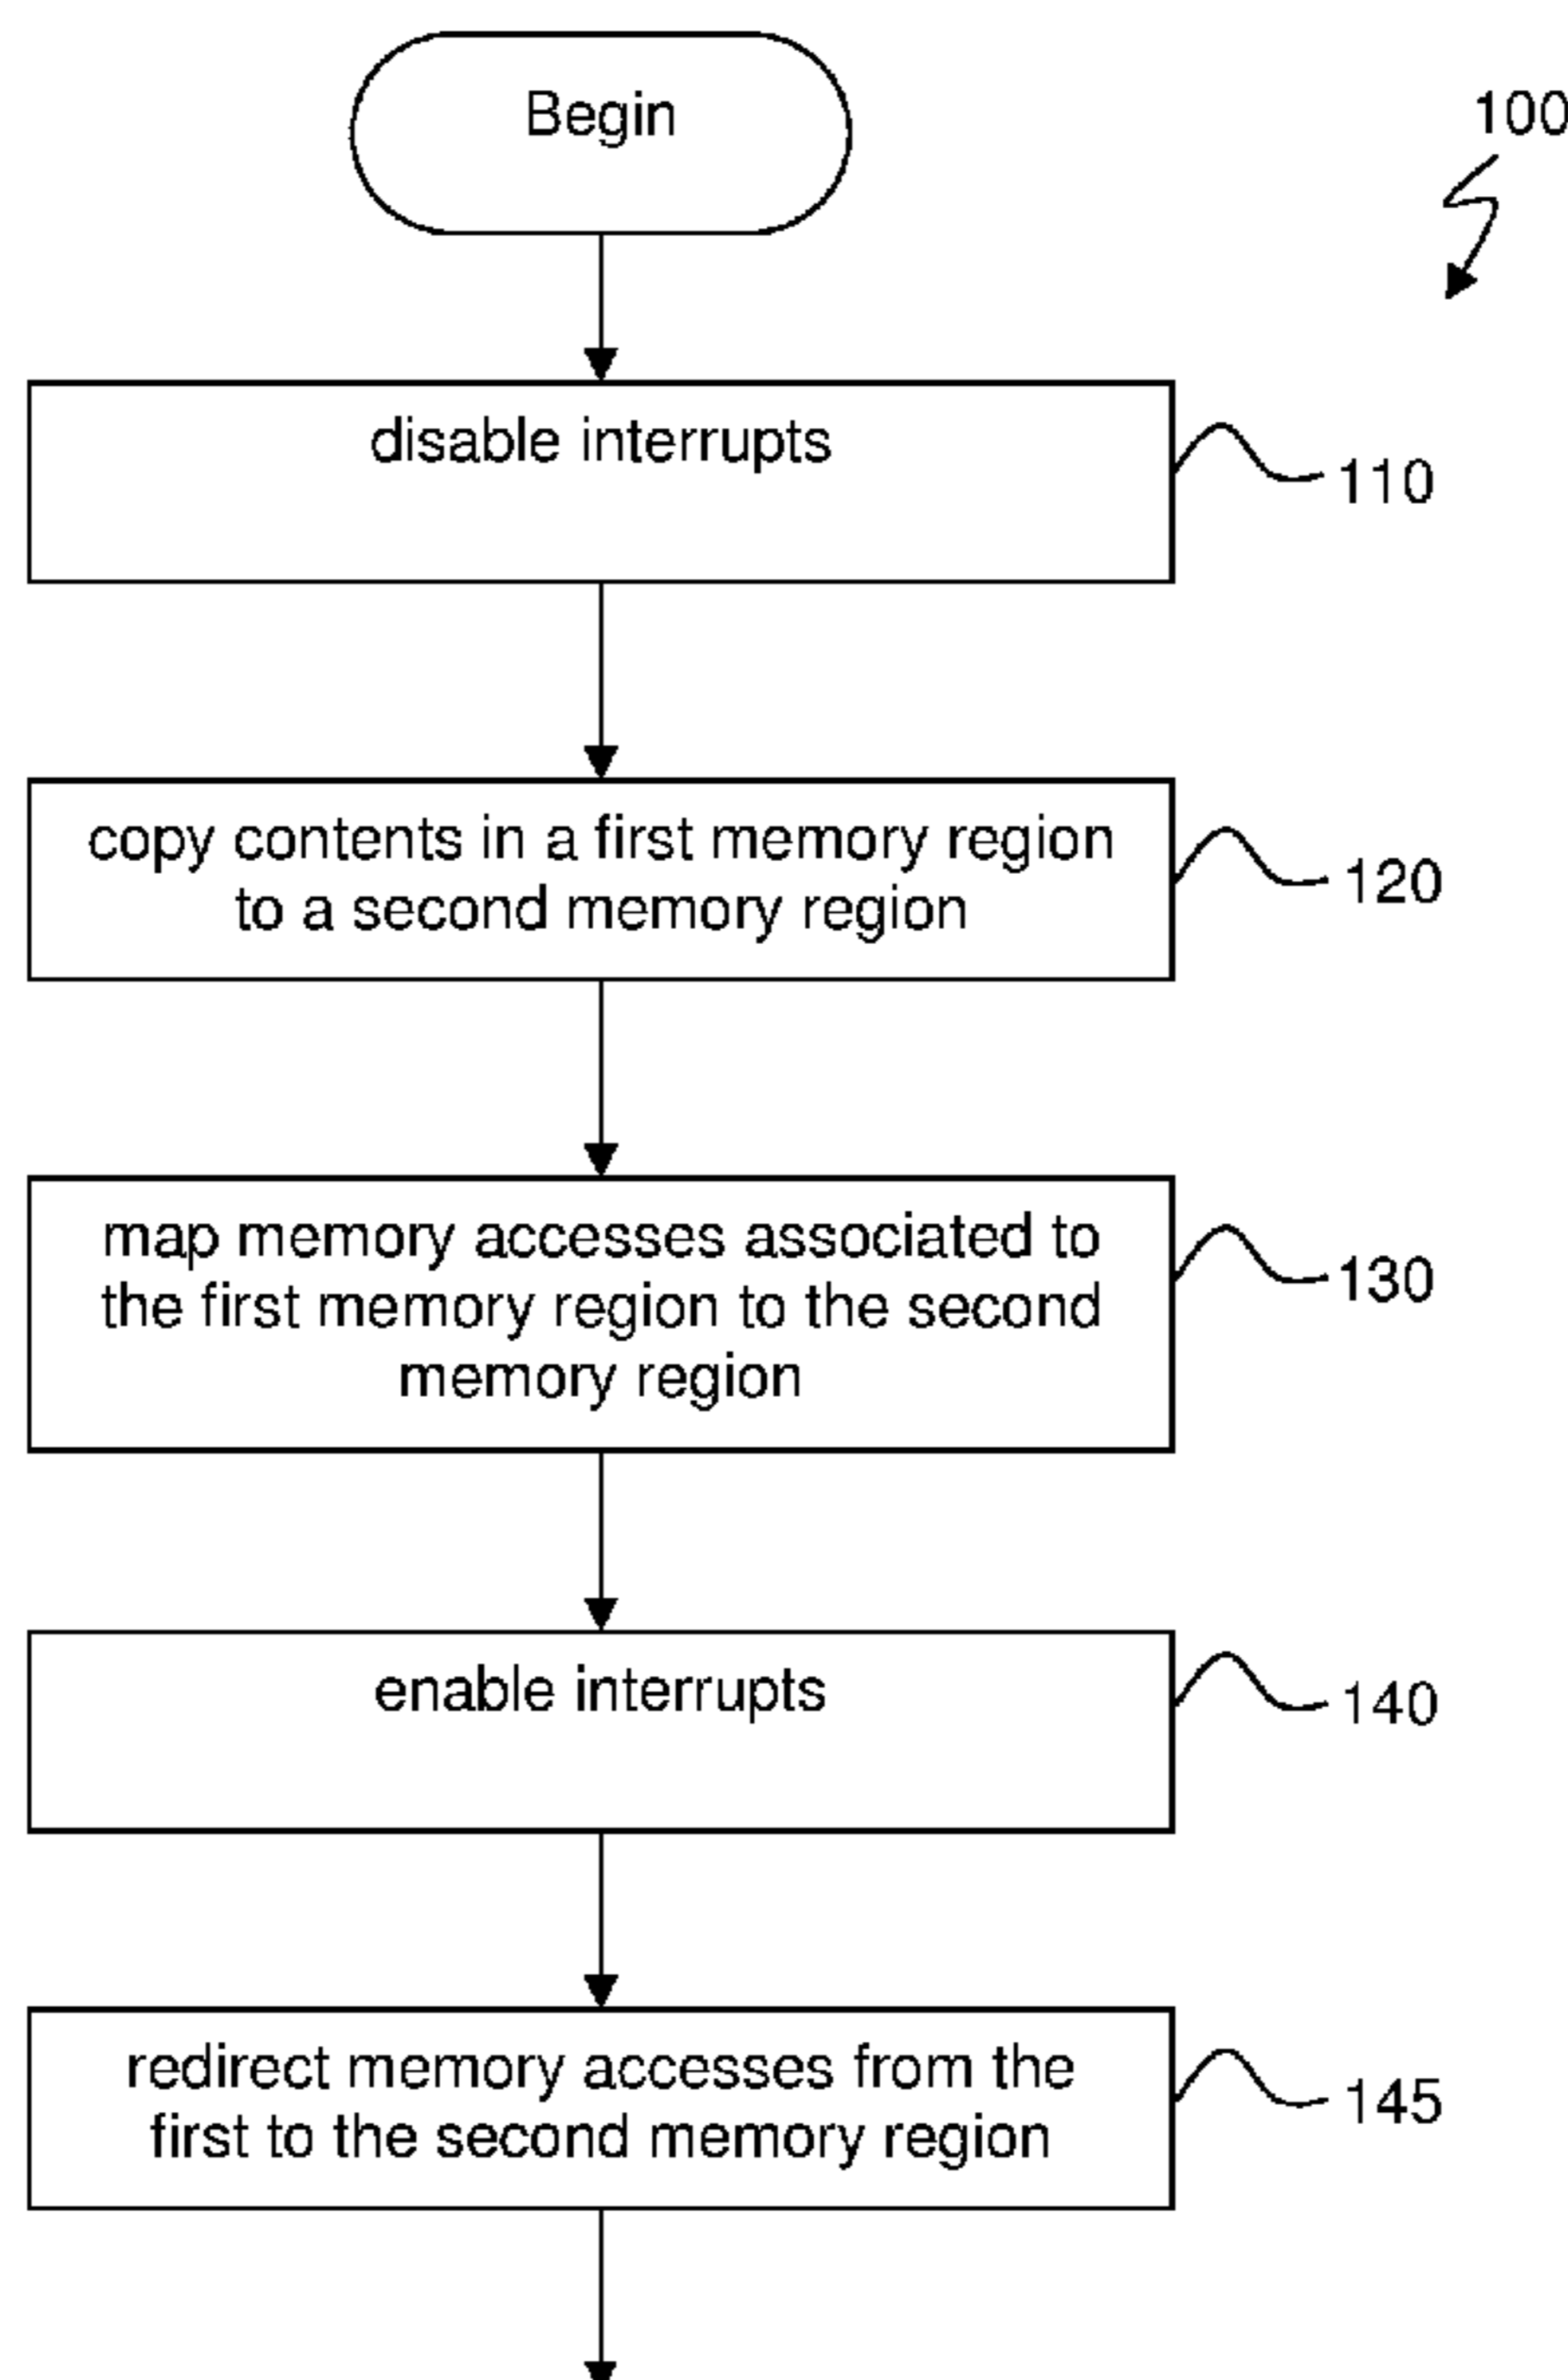 Begin
100
disable interrupts
110
copy contents in a first memory region
to a second memory region
120
map memory accesses associated to
the first memory region to the second
memory region
130
enable interrupts
140
redirect memory accesses from the
first to the second memory region
145